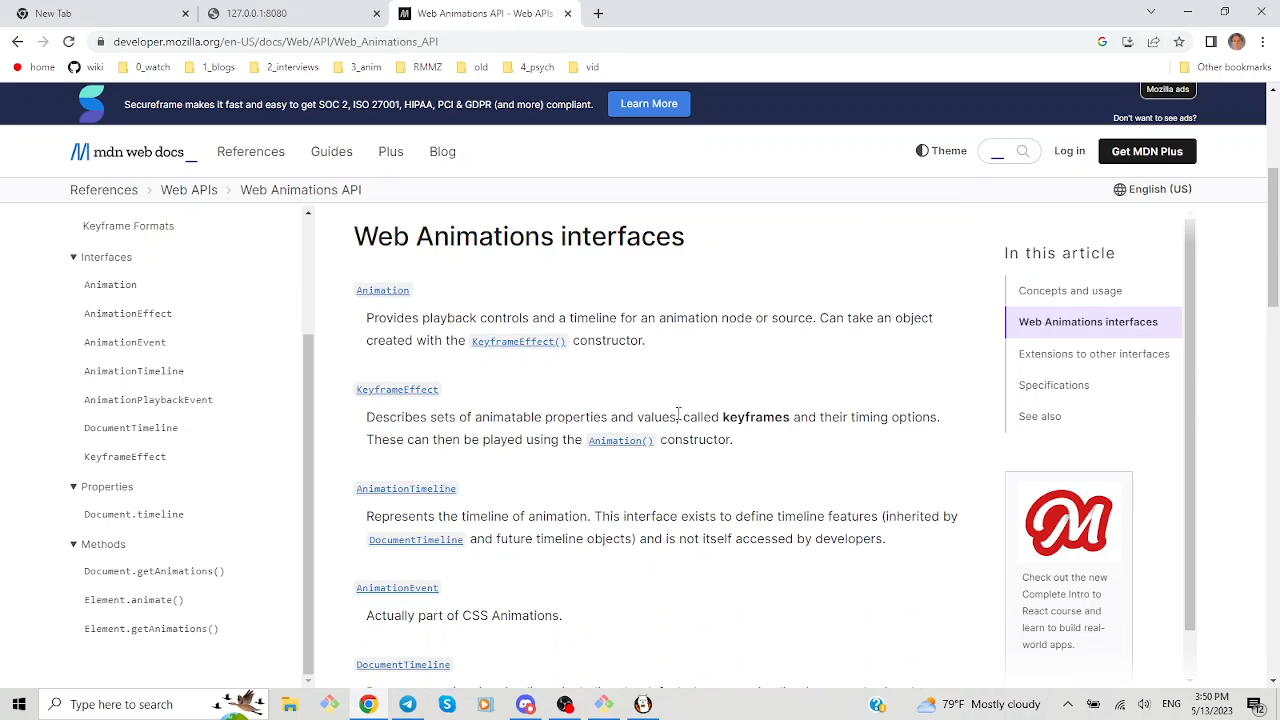 New Tab
127.0.0.1:8080
Web Animations API - Web APIs
developer.mozilla.org/en-US/docs/Web/API/Web_Animations_API
home wiki 0_watch 1_blogs 2_interviews 3_anim RMMZ old 4_psych vid Other bookmarks
Mozilla ads
Secureframe makes it fast and easy to get SOC 2, ISO 27001, HIPAA, PCI & GDPR (and more) compliant. Learn More
Don't want to see ads?
mdn web docs_ References Guides Plus Blog Theme Log in Get MDN Plus
References Web APIs Web Animations API English (US)
Keyframe Formats
Interfaces
Animation
AnimationEffect
AnimationEvent
AnimationTimeline
AnimationPlaybackEvent
DocumentTimeline
KeyframeEffect
Properties
Document.timeline
Methods
Document.getAnimations()
Element.animate()
Element.getAnimations()
Web Animations interfaces
Animation
Provides playback controls and a timeline for an animation node or source. Can take an object
created with the KeyframeEffect() constructor.
KeyframeEffect
Describes sets of animatable properties and values, called keyframes and their timing options.
These can then be played using the Animation() constructor.
AnimationTimeline
Represents the timeline of animation. This interface exists to define timeline features (inherited by
DocumentTimeline and future timeline objects) and is not itself accessed by developers.
AnimationEvent
Actually part of CSS Animations.
DocumentTimeline
In this article
Concepts and usage
Web Animations interfaces
Extensions to other interfaces
Specifications
See also
M
Check out the new
Complete Intro to
React course and
learn to build real-
world apps.
Type here to search
79°F Mostly cloudy
ENG
3:50 PM
5/13/2023
12